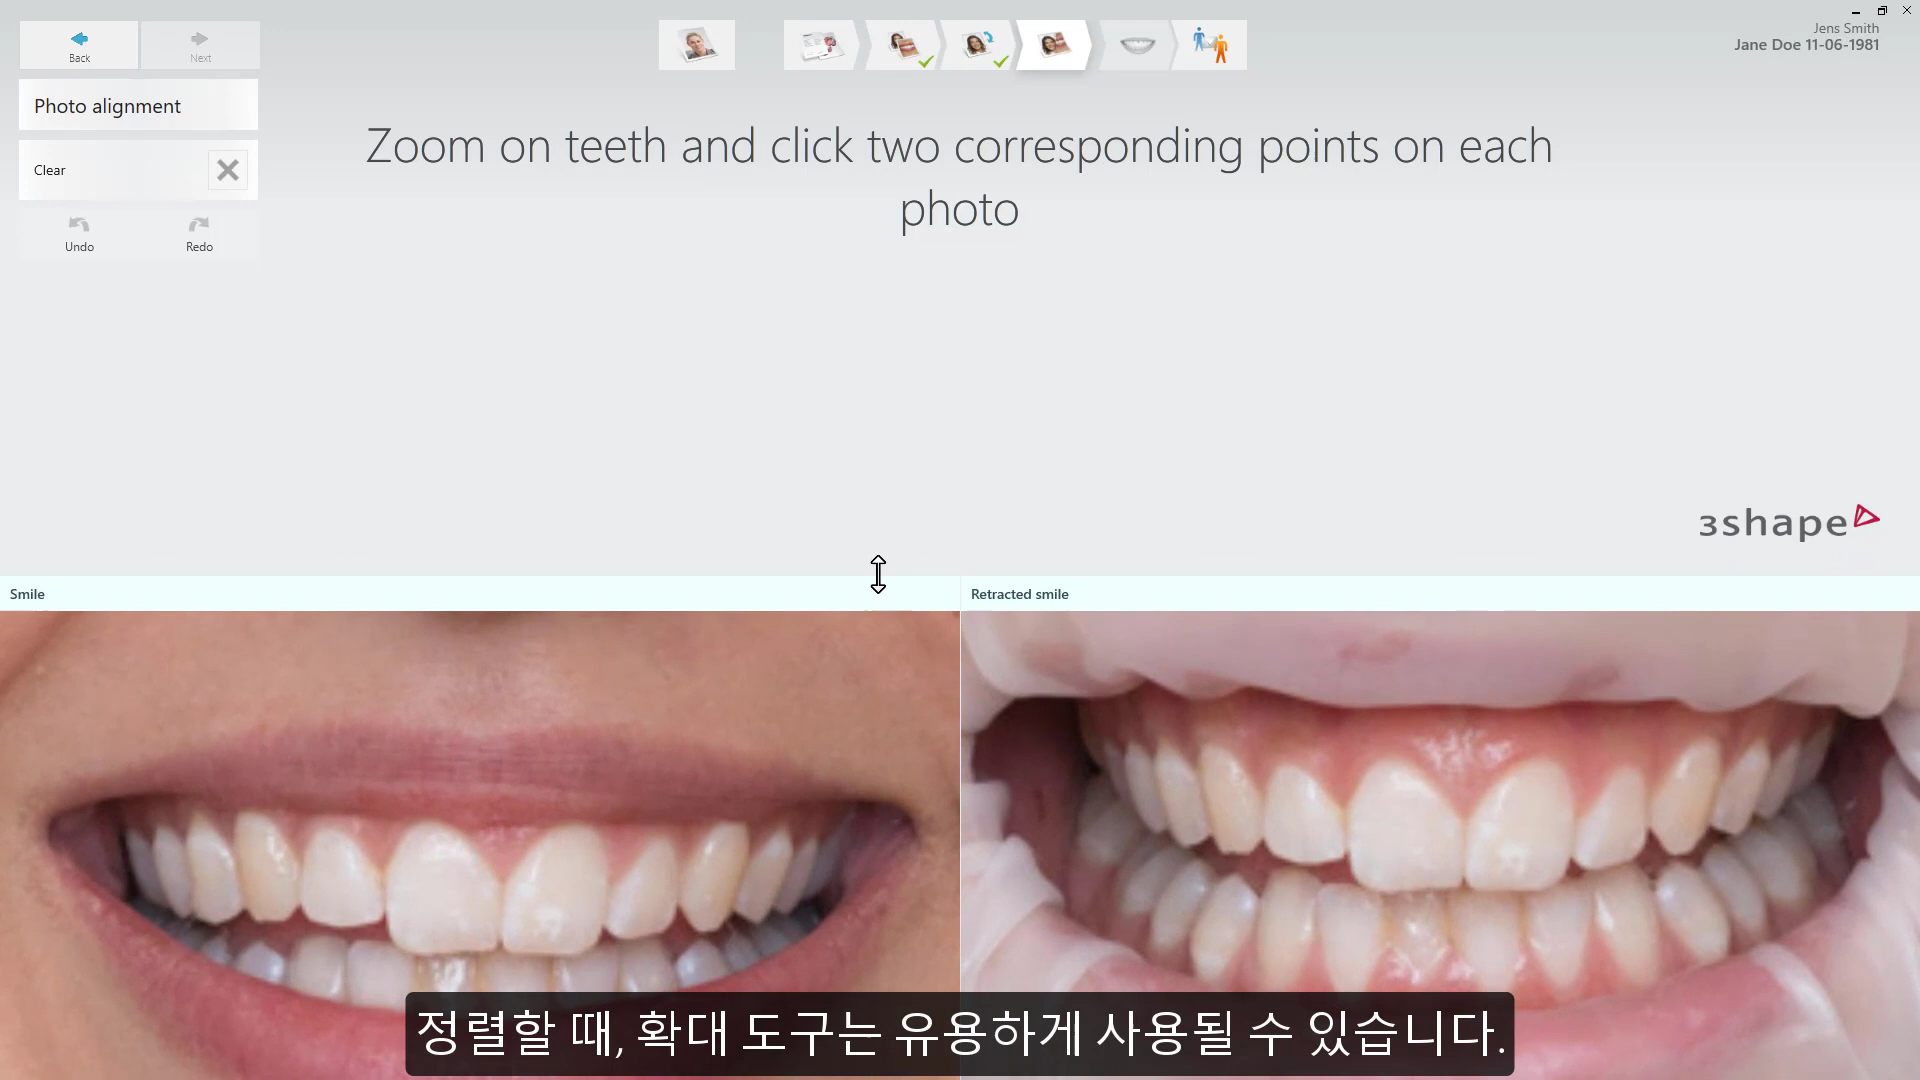 Back
Next
Jens Smith
Jane Doe 11-06-1981
Photo alignment
Clear
Undo
Redo
Zoom on teeth and click two corresponding points on each
photo
3shape
Smile
Retracted smile
정렬할 때, 확대 도구는 유용하게 사용될 수 있습니다.